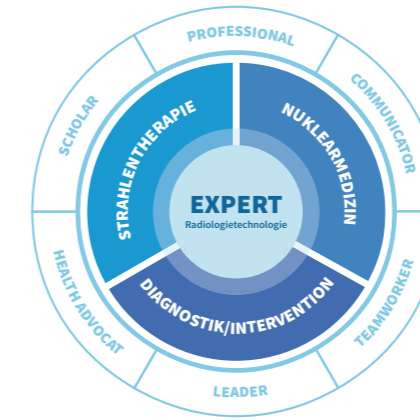 PROFESSIONAL
COMMUNICATOR
TEAMWORKER
LEADER
HEALTH ADVOCAT
SCHOLAR
STRAHLENTHERAPIE
NUKLEARMEDIZIN
DIAGNOSTIK/INTERVENTION
EXPERT
Radiologietechnologie